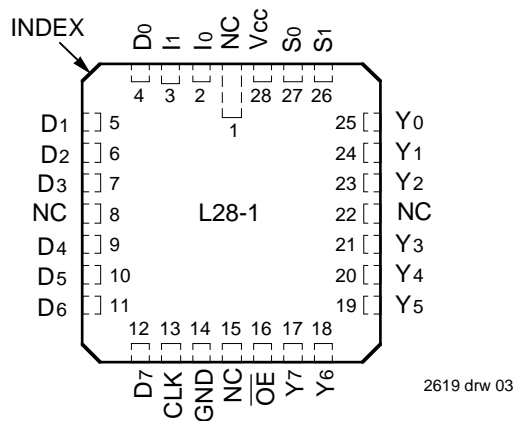 INDEX
D0 I1 I0 NC Vcc S0 S1
4 3 2 1 28 27 26
D1 5 25 Y0
D2 6 24 Y1
D3 7 23 Y2
NC 8 L28-1 22 NC
D4 9 21 Y3
D5 10 20 Y4
D6 11 19 Y5
12 13 14 15 16 17 18
D7 CLK GND NC O̅E̅ Y7 Y6
2619 drw 03